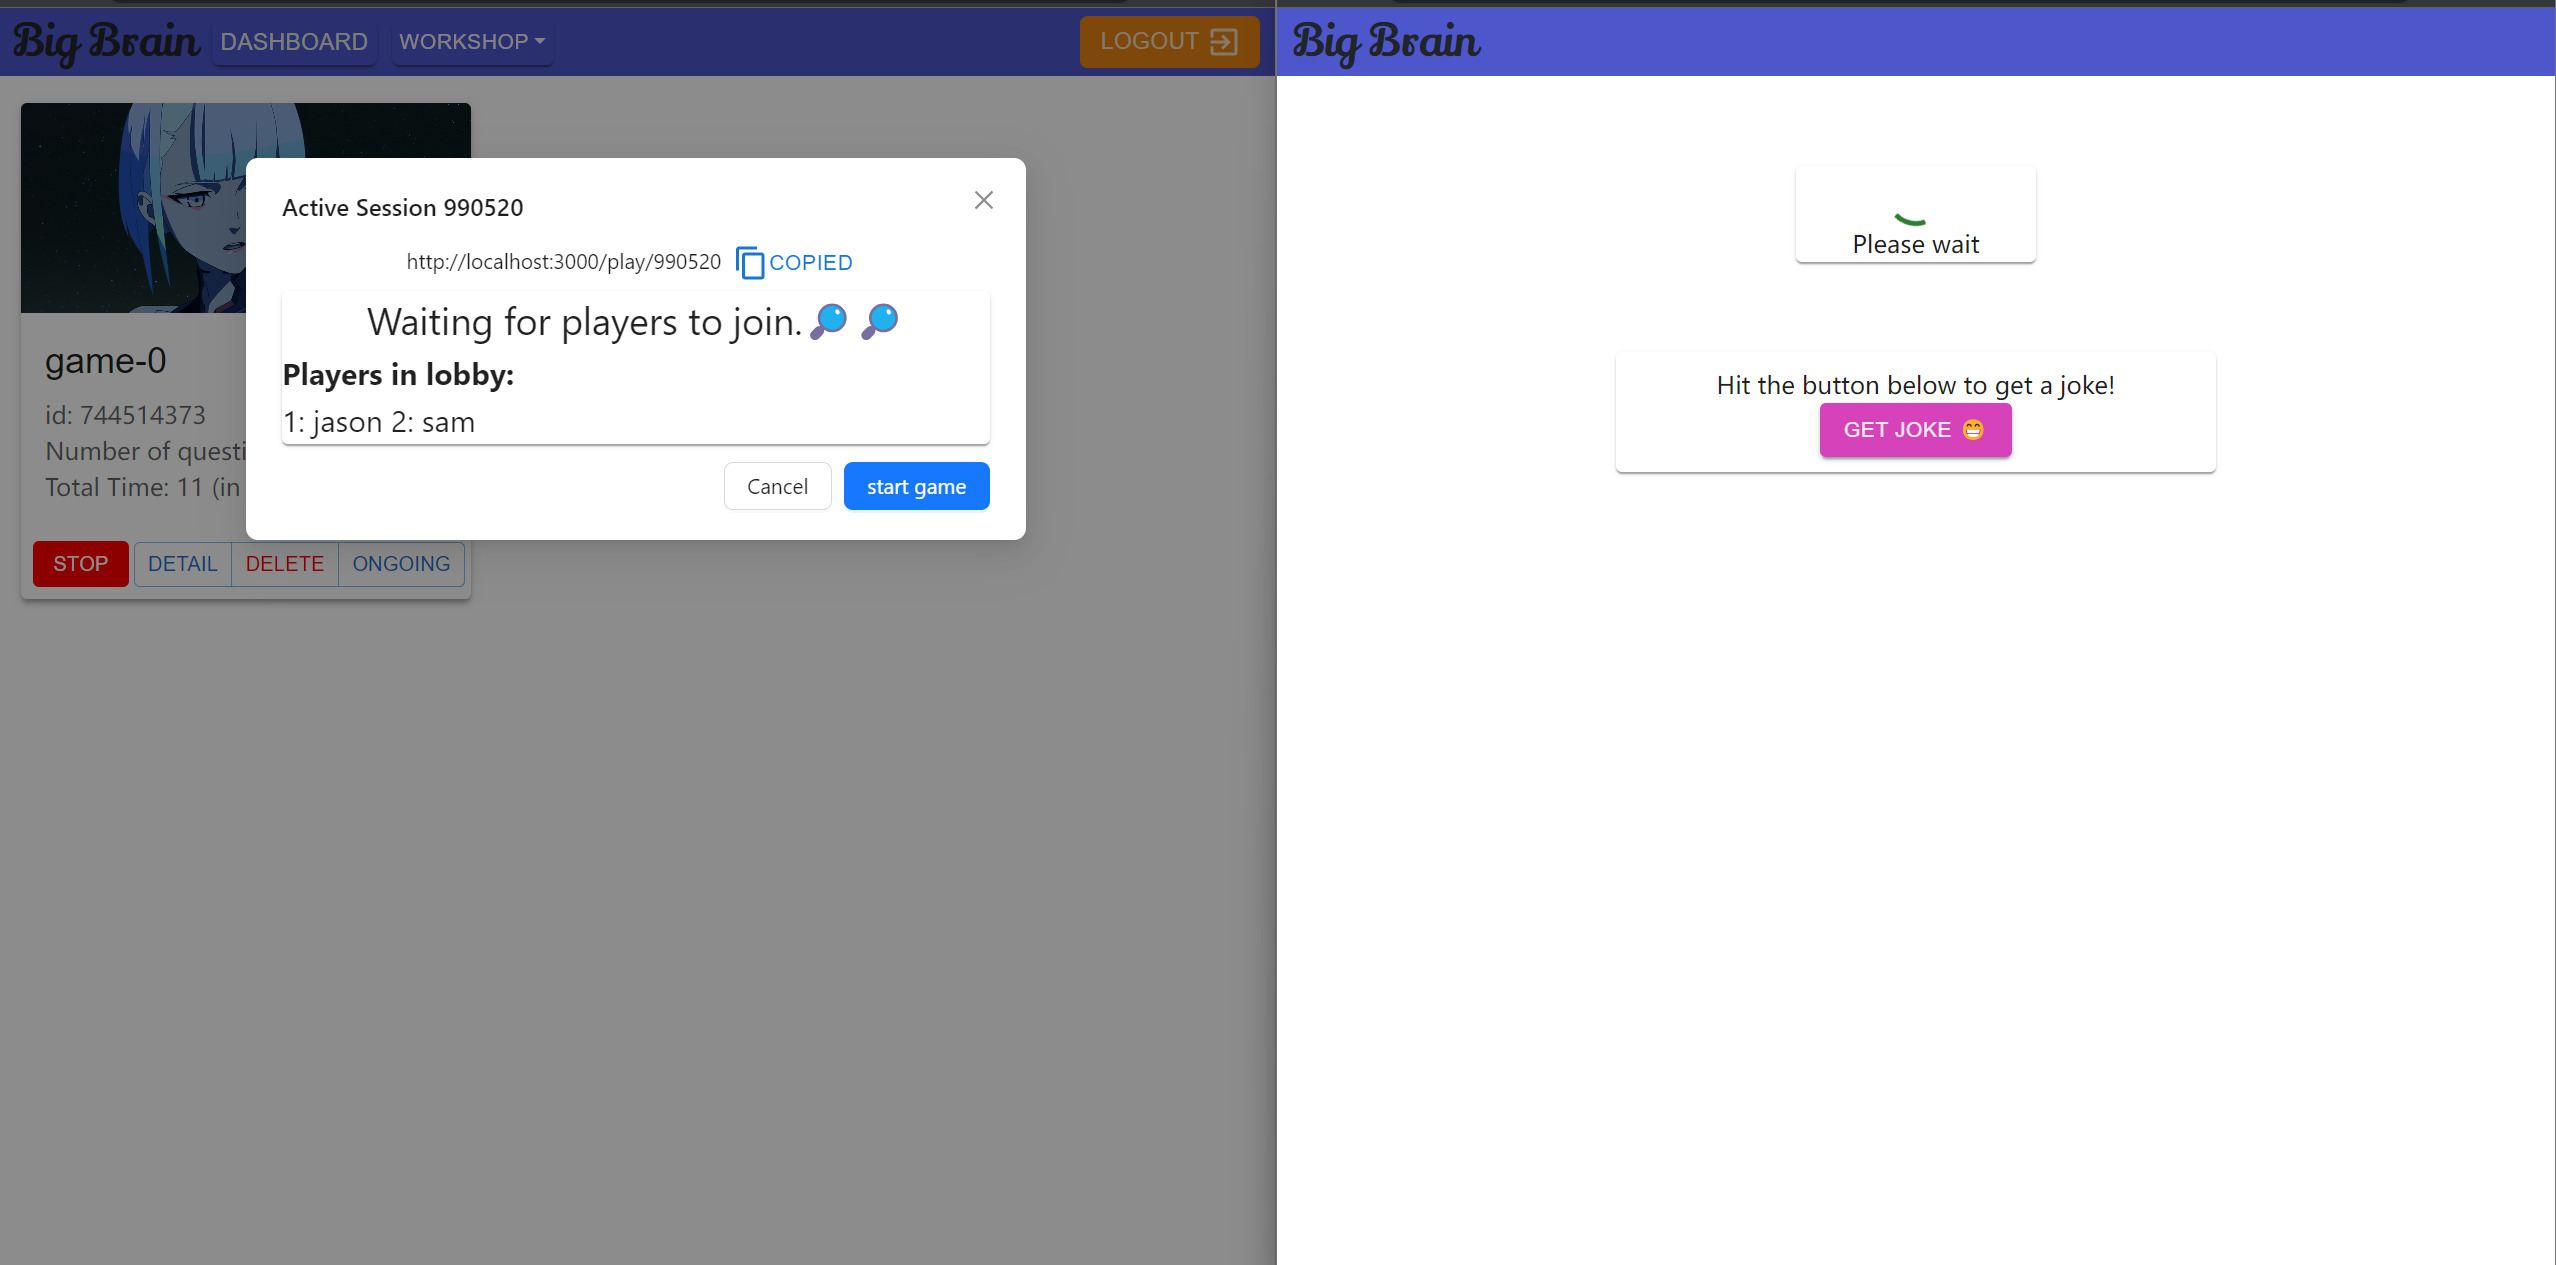 Big Brain DASHBOARD WORKSHOP LOGOUT
Active Session 990520
http://localhost:3000/play/990520 COPIED
Waiting for players to join.
Players in lobby:
1: jason 2: sam
Cancel start game
game-0
id: 744514373
Number of questi
Total Time: 11 (in
STOP DETAIL DELETE ONGOING
Big Brain
Please wait
Hit the button below to get a joke!
GET JOKE 😁